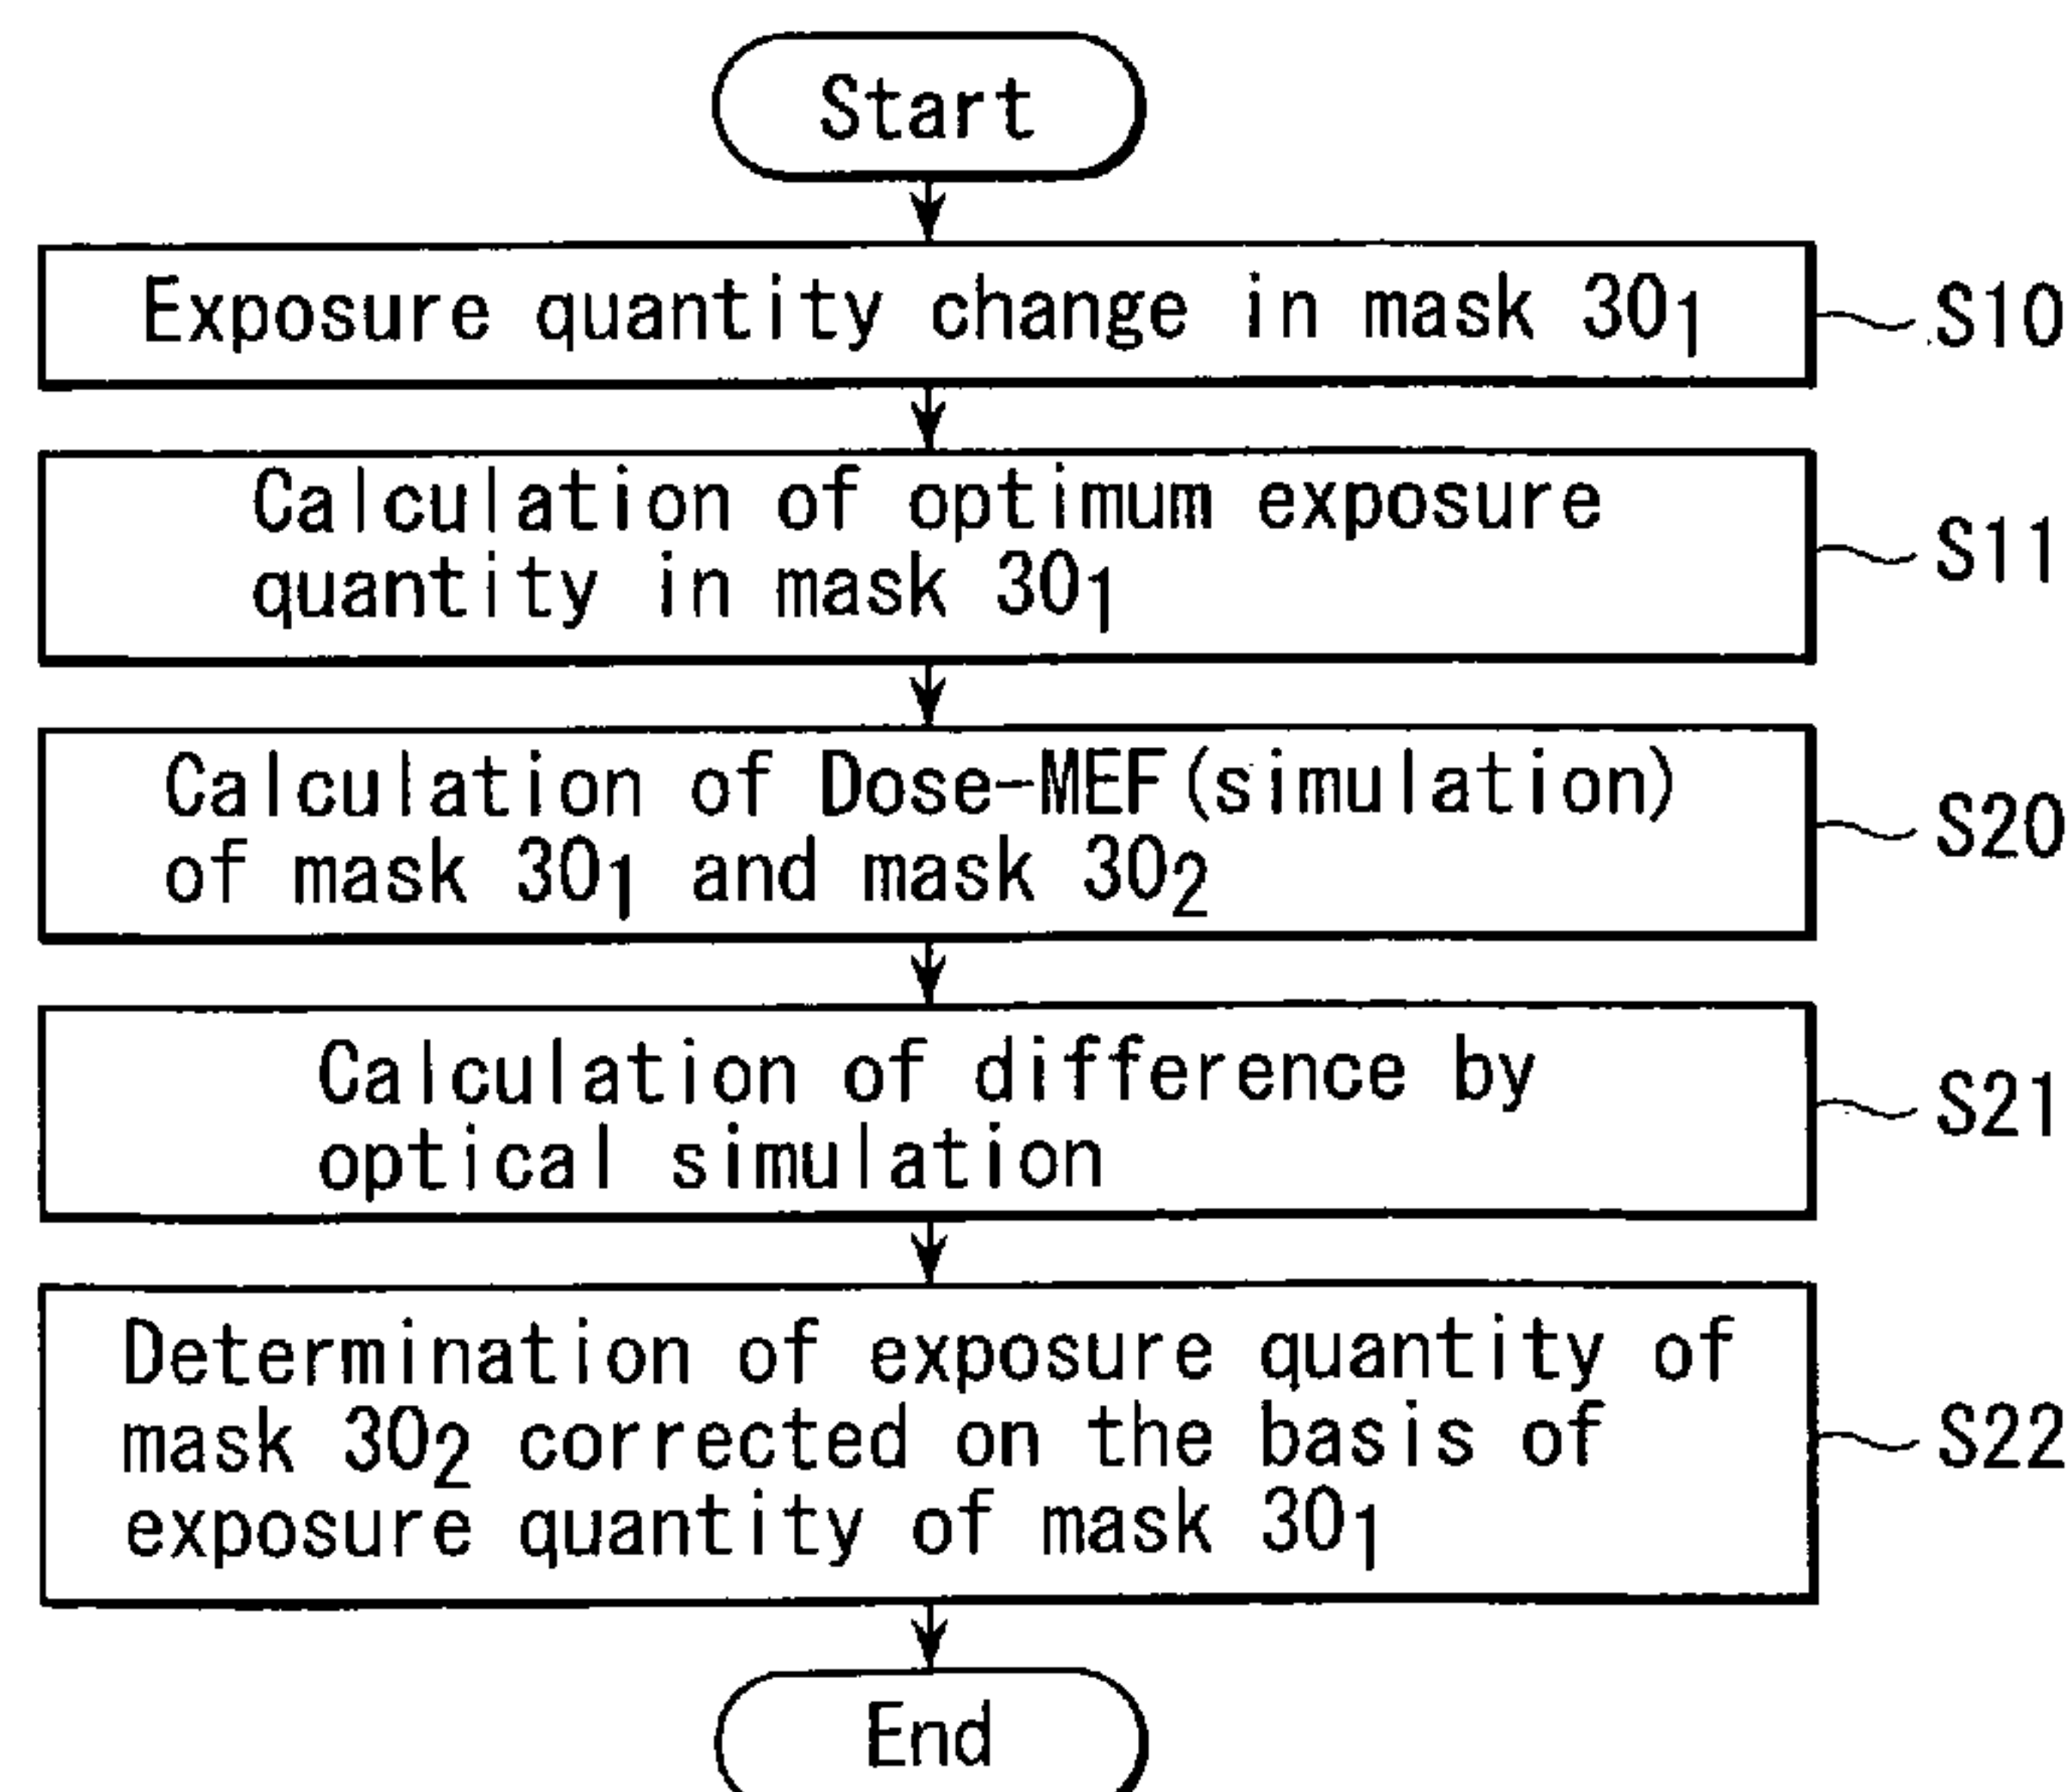 Start
Exposure quantity change in mask 30₁
S10
Calculation of optimum exposure
quantity in mask 30₁
S11
Calculation of Dose-MEF(simulation)
of mask 30₁ and mask 30₂
S20
Calculation of difference by
optical simulation
S21
Determination of exposure quantity of
mask 30₂ corrected on the basis of
exposure quantity of mask 30₁
S22
End